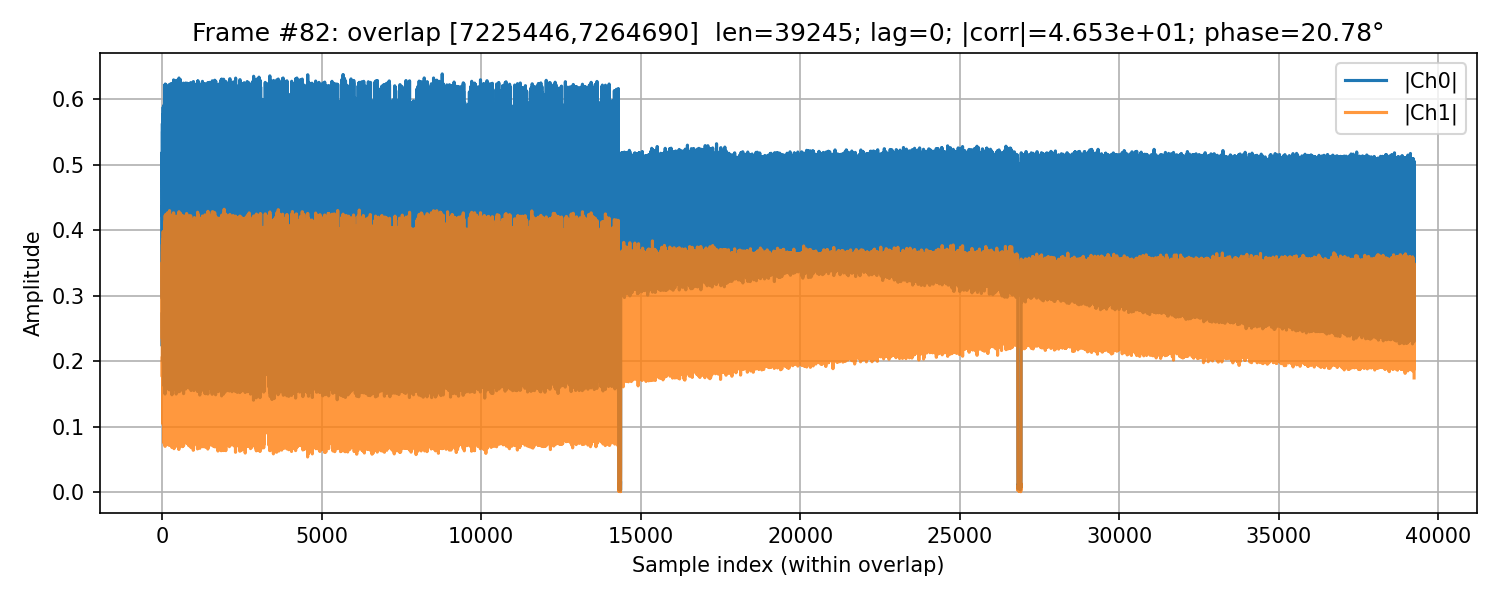 Frame #82: overlap [7225446,7264690]  len=39245; lag=0; |corr|=4.653e+01; phase=20.78°
|Ch0|
|Ch1|
Amplitude
0.6
0.5
0.4
0.3
0.2
0.1
0.0
0 5000 10000 15000 20000 25000 30000 35000 40000
Sample index (within overlap)